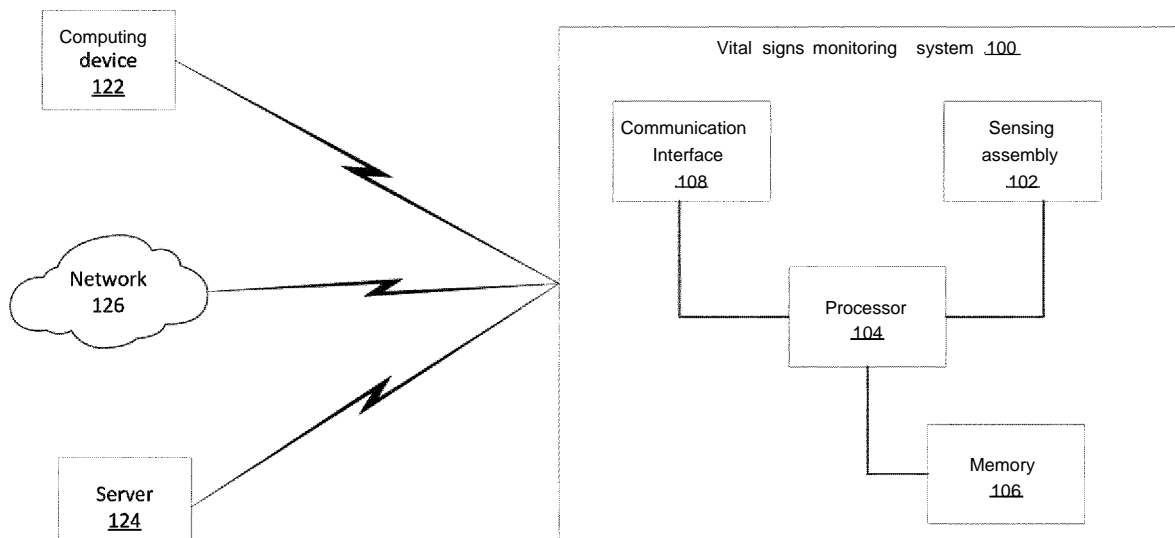 Computing
device
122
Vital signs monitoring system 100
Communication
Interface
108
Sensing
assembly
102
Network
126
Processor
104
Server
124
Memory
106